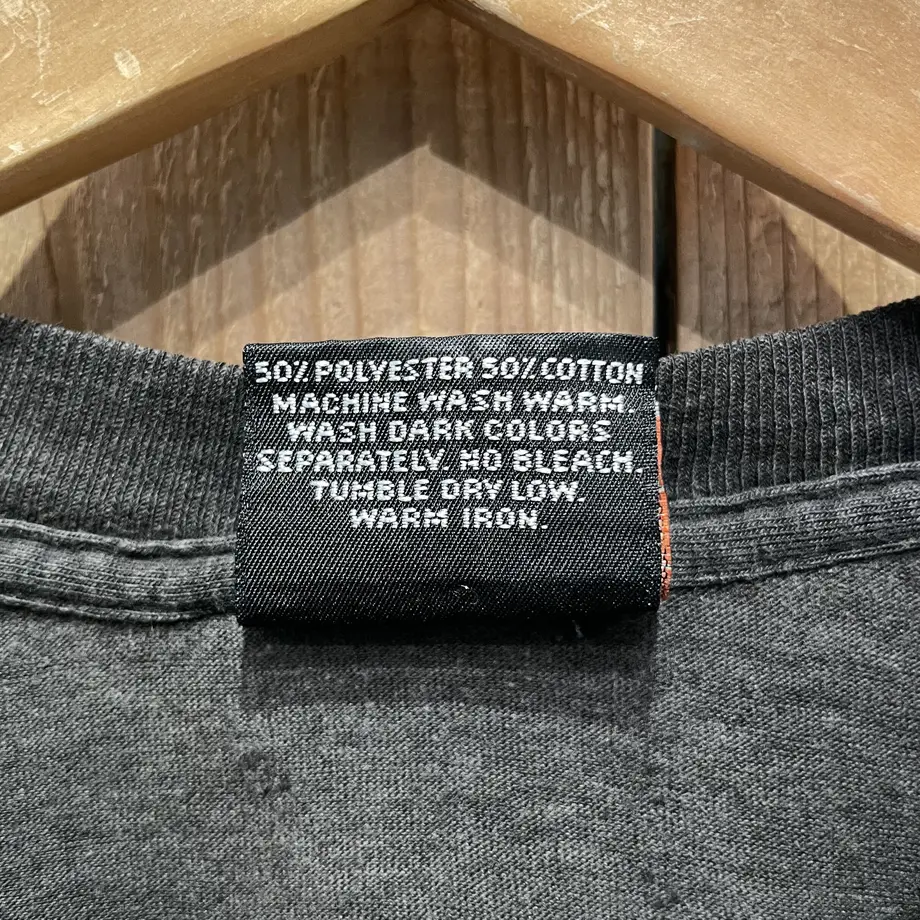 50% POLYESTER 50% COTTON
MACHINE WASH WARM.
WASH DARK COLORS
SEPARATELY. NO BLEACH.
TUMBLE DRY LOW.
WARM IRON.